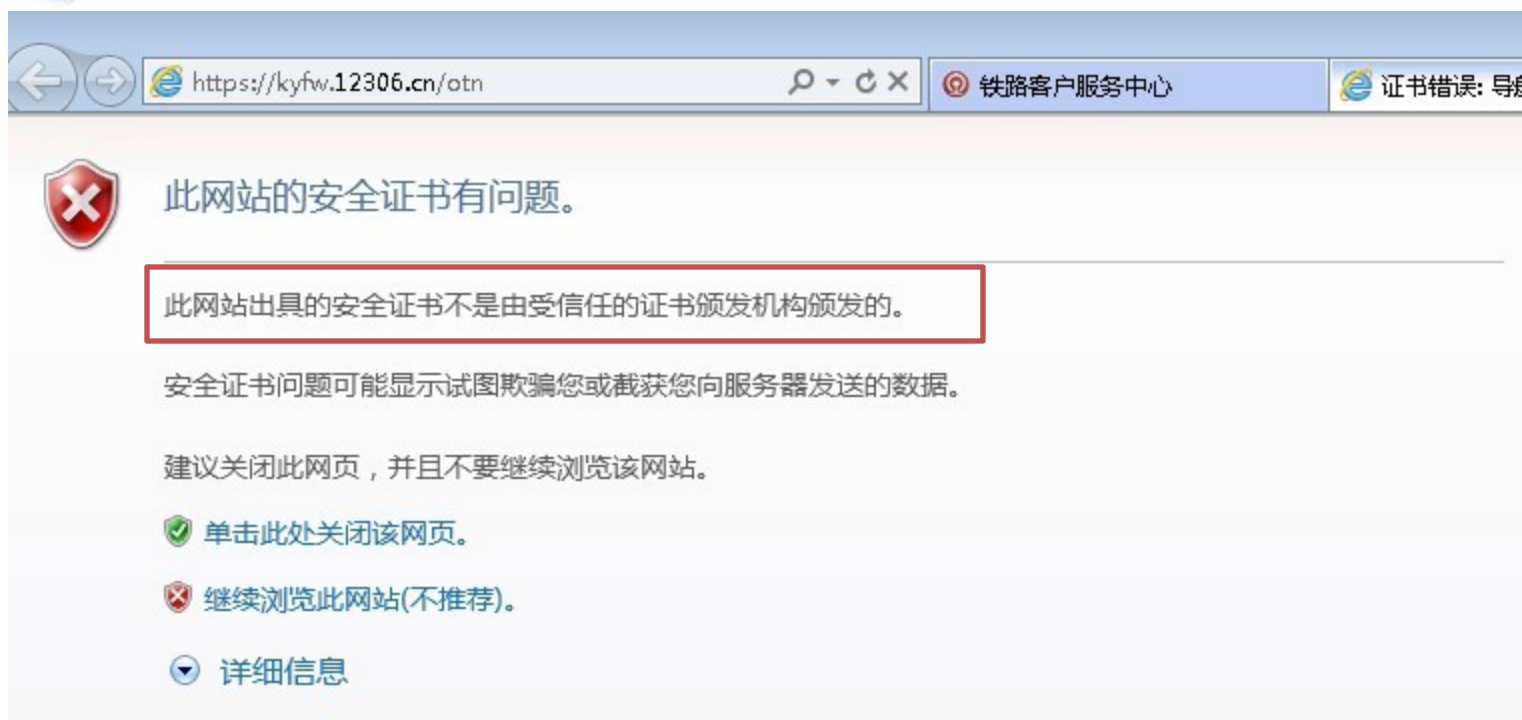 https://kyfw.12306.cn/otn
铁路客户服务中心
证书错误: 导
此网站的安全证书有问题。
此网站出具的安全证书不是由受信任的证书颁发机构颁发的。
安全证书问题可能显示试图欺骗您或截获您向服务器发送的数据。
建议关闭此网页，并且不要继续浏览该网站。
单击此处关闭该网页。
继续浏览此网站(不推荐)。
详细信息